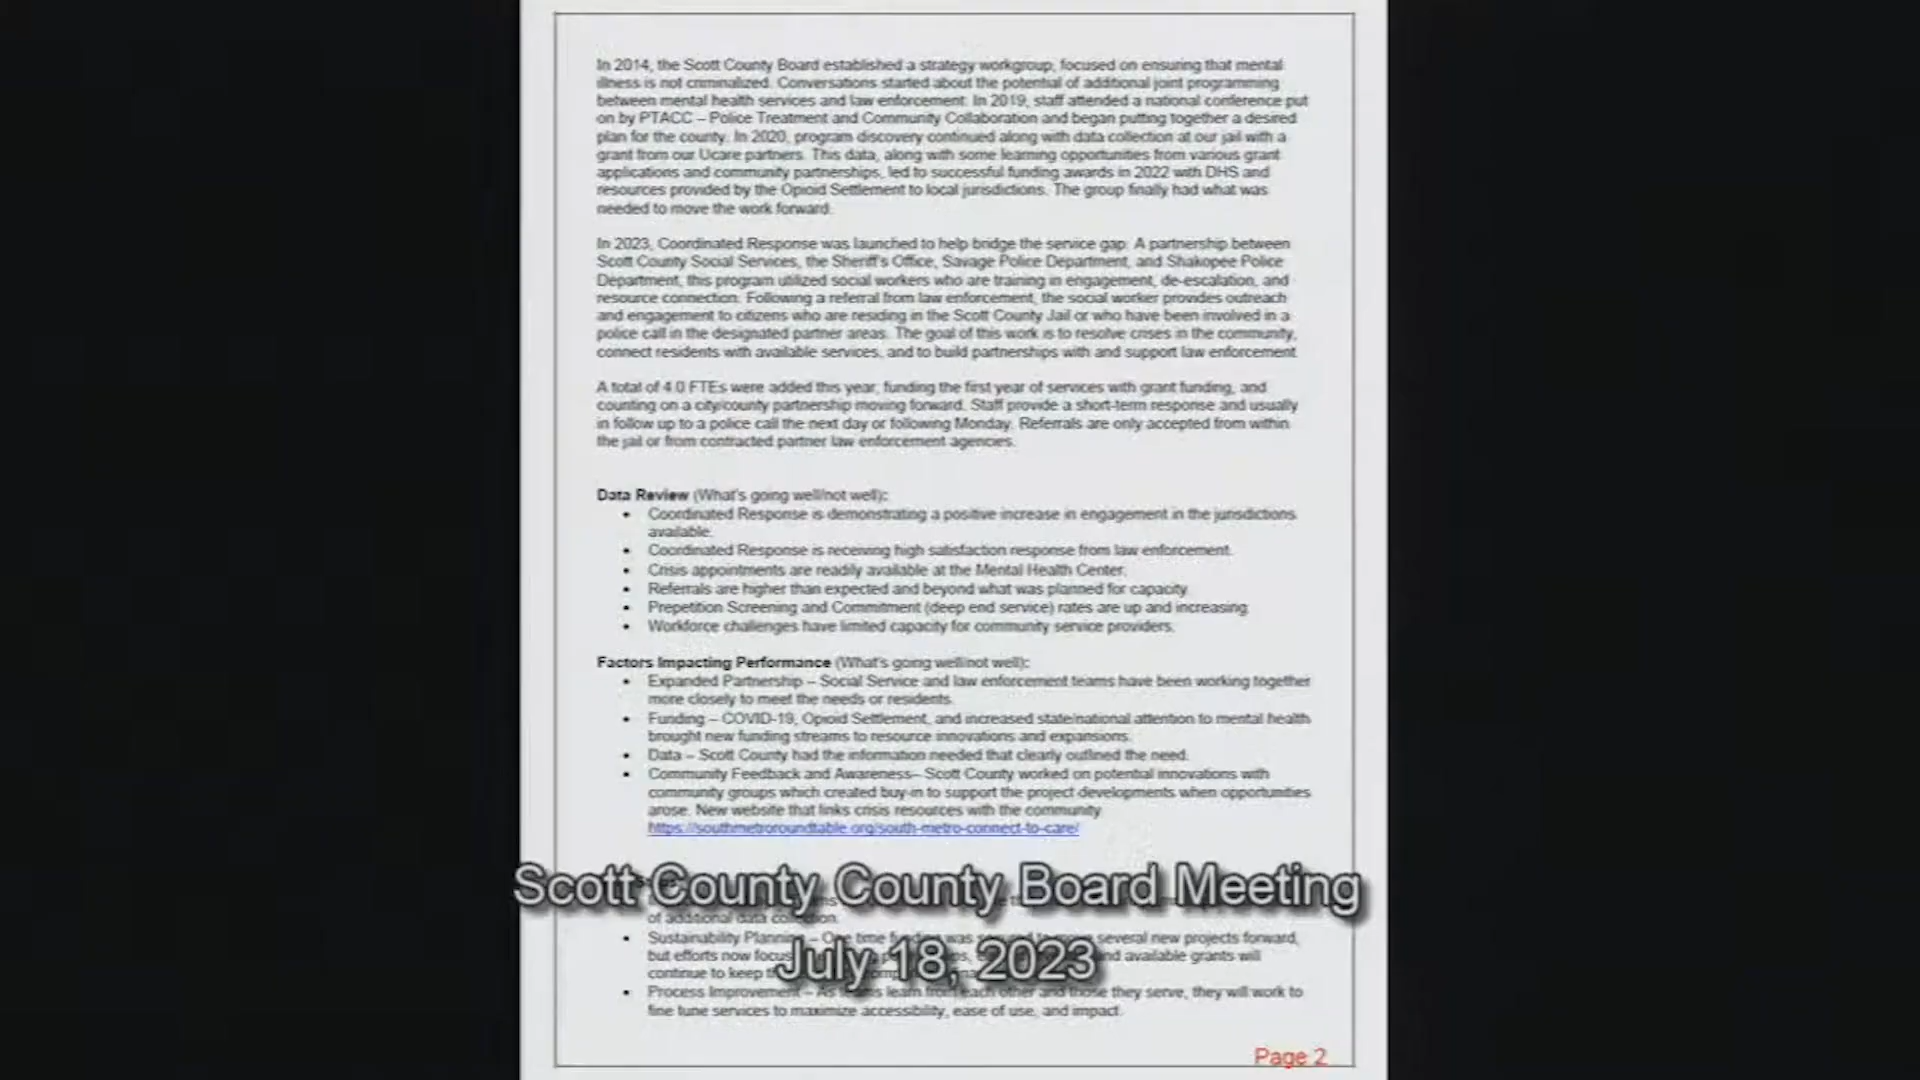 In 2014, the Scott County Board established a strategy workgroup, focused on ensuring that mental
illness is not criminalized. Conversations started about the potential of additional joint programming
between mental health services and law enforcement. In 2019, staff attended a national conference put
on by PTACC – Police Treatment and Community Collaboration and began putting together a desired
plan for the county. In 2020, program discovery continued along with data collection at our jail with a
grant from our Ucare partners. This data, along with some learning opportunities from various grant
applications and community partnerships, led to successful funding awards in 2022 with DHS and
resources provided by the Opioid Settlement to local jurisdictions. The group finally had what was
needed to move the work forward.
In 2023, Coordinated Response was launched to help bridge the service gap. A partnership between
Scott County Social Services, the Sheriff's Office, Savage Police Department, and Shakopee Police
Department, this program utilized social workers who are training in engagement, de-escalation, and
resource connection. Following a referral from law enforcement, the social worker provides outreach
and engagement to citizens who are residing in the Scott County Jail or who have been involved in a
police call in the designated partner areas. The goal of this work is to resolve crises in the community,
connect residents with available services, and to build partnerships with and support law enforcement
A total of 4.0 FTEs were added this year, funding the first year of services with grant funding, and
counting on a city/county partnership moving forward. Staff provide a short-term response and usually
in follow up to a police call the next day or following Monday. Referrals are only accepted from within
the jail or from contracted partner law enforcement agencies.
Data Review (What's going well/not well):
• Coordinated Response is demonstrating a positive increase in engagement in the jurisdictions
available.
• Coordinated Response is receiving high satisfaction response from law enforcement.
• Crisis appointments are readily available at the Mental Health Center.
• Referrals are higher than expected and beyond what was planned for capacity.
• Prepetition Screening and Commitment (deep end service) rates are up and increasing
• Workforce challenges have limited capacity for community service providers.
Factors Impacting Performance (What's going well/not well):
• Expanded Partnership – Social Service and law enforcement teams have been working together
more closely to meet the needs or residents.
• Funding – COVID-19, Opioid Settlement, and increased state/national attention to mental health
brought new funding streams to resource innovations and expansions.
• Data – Scott County had the information needed that clearly outlined the need.
• Community Feedback and Awareness– Scott County worked on potential innovations with
community groups which created buy-in to support the project developments when opportunities
arose. New website that links crisis resources with the community
https://southmetroroundtable.org/south-metro-connect-to-care/
Scott County County Board Meeting
of additional data collection.
• Sustainability Planning – One time funding was several new projects forward,
but efforts now focus and available grants will
July 18, 2023
continue to keep
• Process Improvement – As teams learn from each other and those they serve, they will work to
fine tune services to maximize accessibility, ease of use, and impact.
Page 2